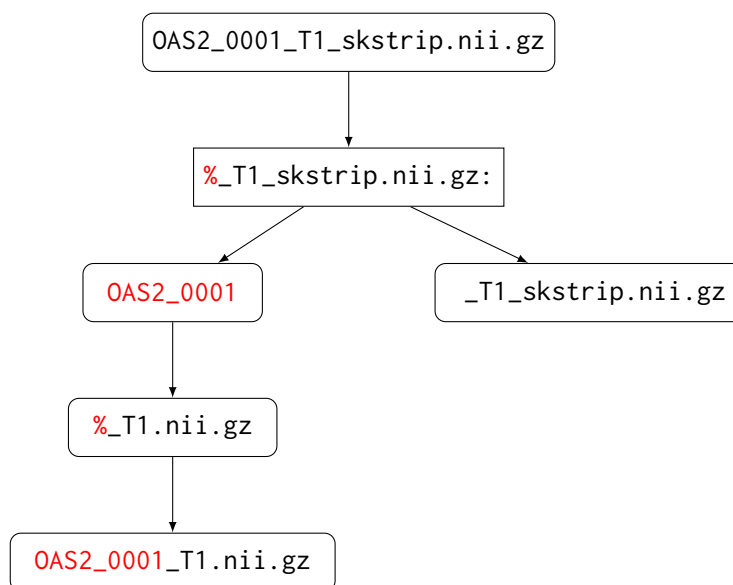 OAS2_0001_T1_skstrip.nii.gz
%_T1_skstrip.nii.gz:
OAS2_0001
_T1_skstrip.nii.gz
%_T1.nii.gz
OAS2_0001_T1.nii.gz